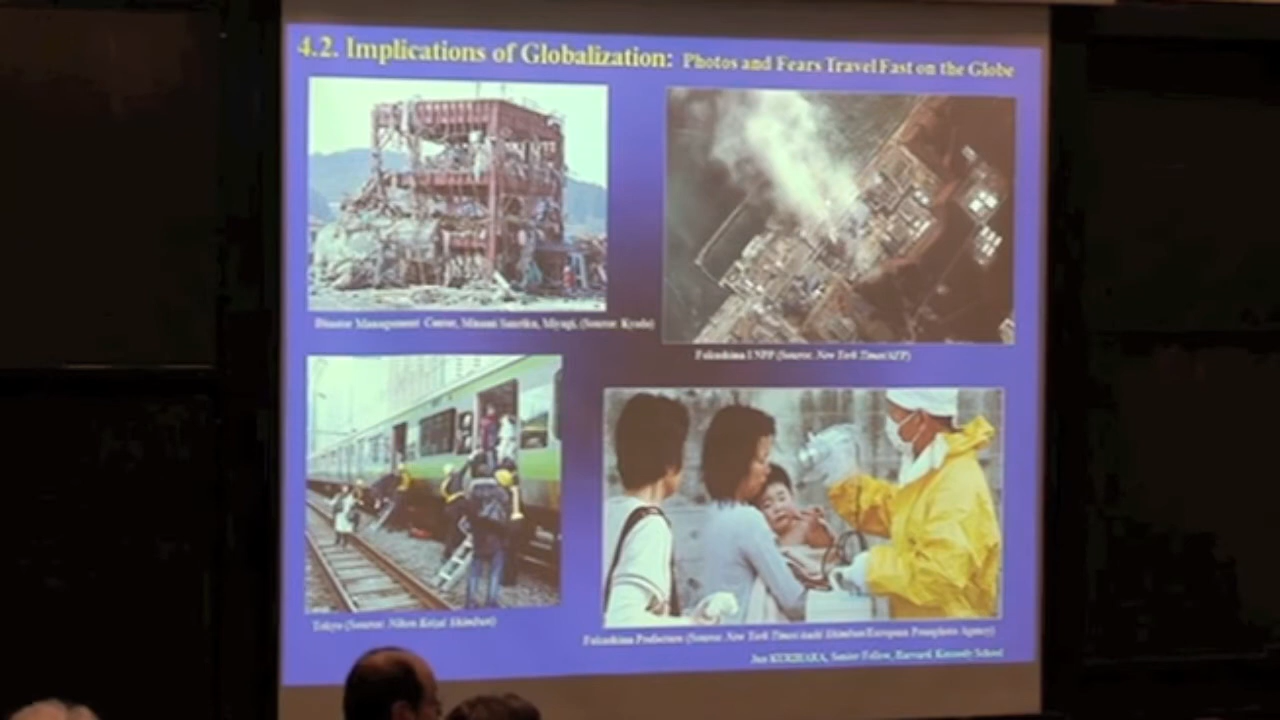 4.2. Implications of Globalization: Photos and Fears Travel Fast on the Globe
Disaster Management Center, Minami Sanriku, Miyagi, (Source: Kyodo)
Fukushima I NPP (Source: New York Times/AFP)
Tokyo (Source: Nihon Keizai Shimbun)
Fukushima Prefecture (Source: New York Times/Asahi Shimbun/European Pressphoto Agency)
Jun KURIHARA, Senior Fellow, Harvard Kennedy School